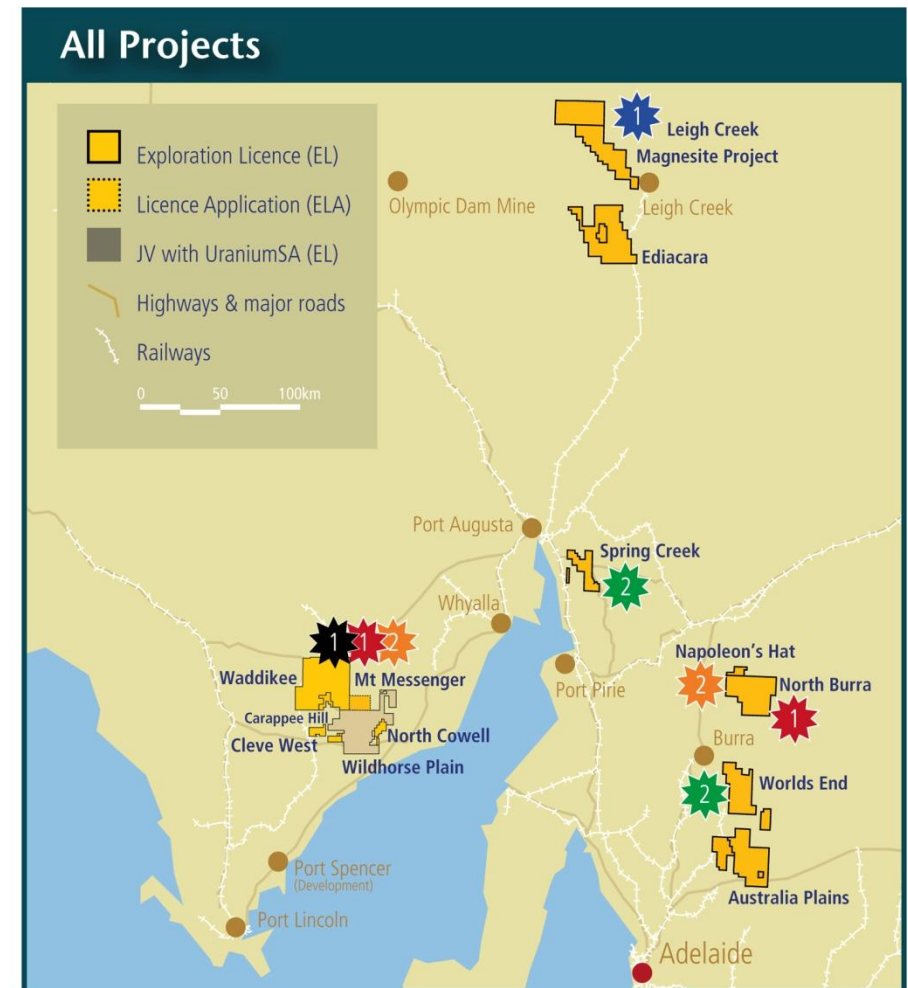 All Projects
Exploration Licence (EL)
Licence Application (ELA)
JV with UraniumSA (EL)
Highways & major roads
Railways
0 50 100km
1
Leigh Creek
Magnesite Project
Olympic Dam Mine
Leigh Creek
Ediacara
Port Augusta
Spring Creek
2
Whyalla
1 1 2
Waddikee
Mt Messenger
Port Pirie
Napoleon's Hat
2
North Burra
1
Carappee Hill
North Cowell
Cleve West
Wildhorse Plain
Burra
2
Worlds End
Port Spencer
(Development)
Australia Plains
Port Lincoln
Adelaide